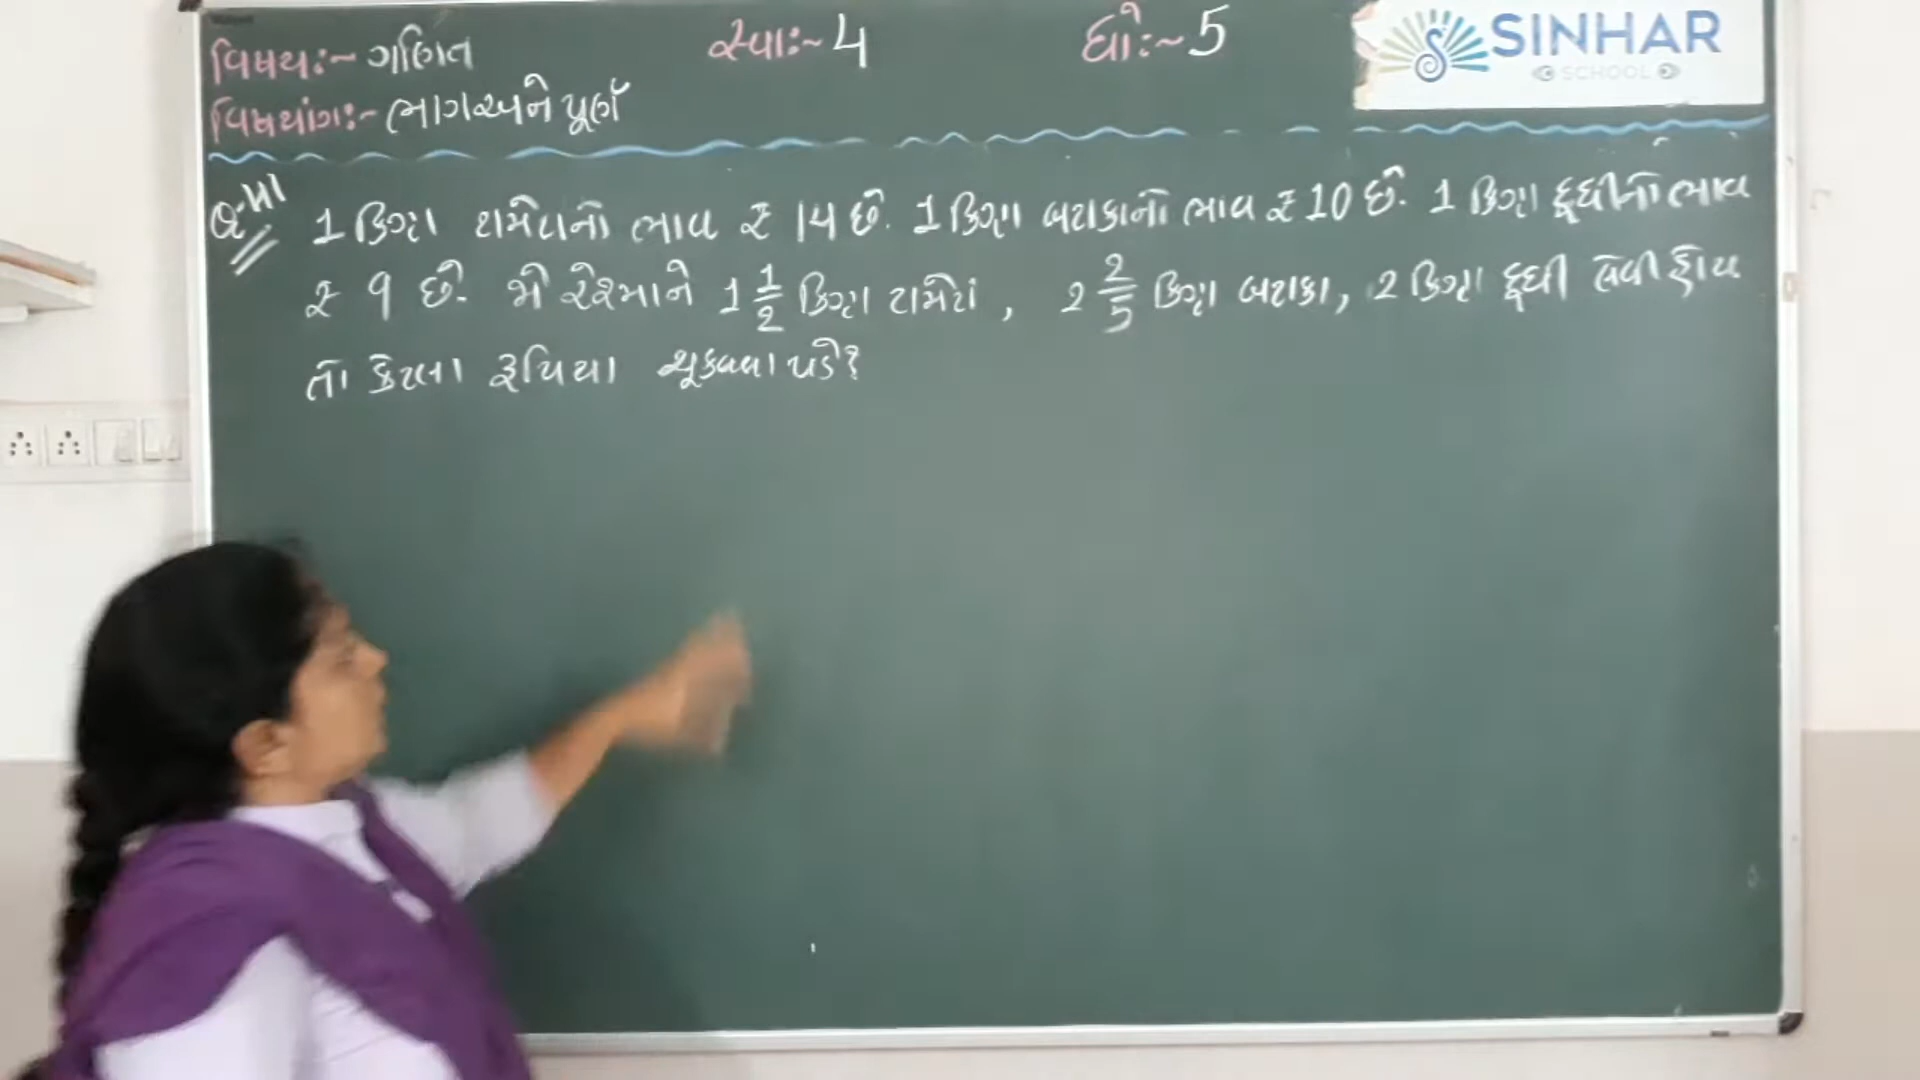 વિષય:~ ગણિત સ્વા:~ 4 ધો:~ 5
વિષયાંગ:~ ભાગ અને પૂર્ણ
SINHAR
SCHOOL
1 કિગ્રા ટામેટાનો ભાવ ₹ 14 છે. 1 કિગ્રા બટાકાનો ભાવ ₹ 10 છે. 1 કિગ્રા દૂધીનો ભાવ
₹ 9 છે. જો રેશ્માને 1 1/2 કિગ્રા ટામેટાં, 2 2/5 કિગ્રા બટાકા, 2 કિગ્રા દૂધી લેવી હોય
તો કેટલા રૂપિયા ચૂકવવા પડે?